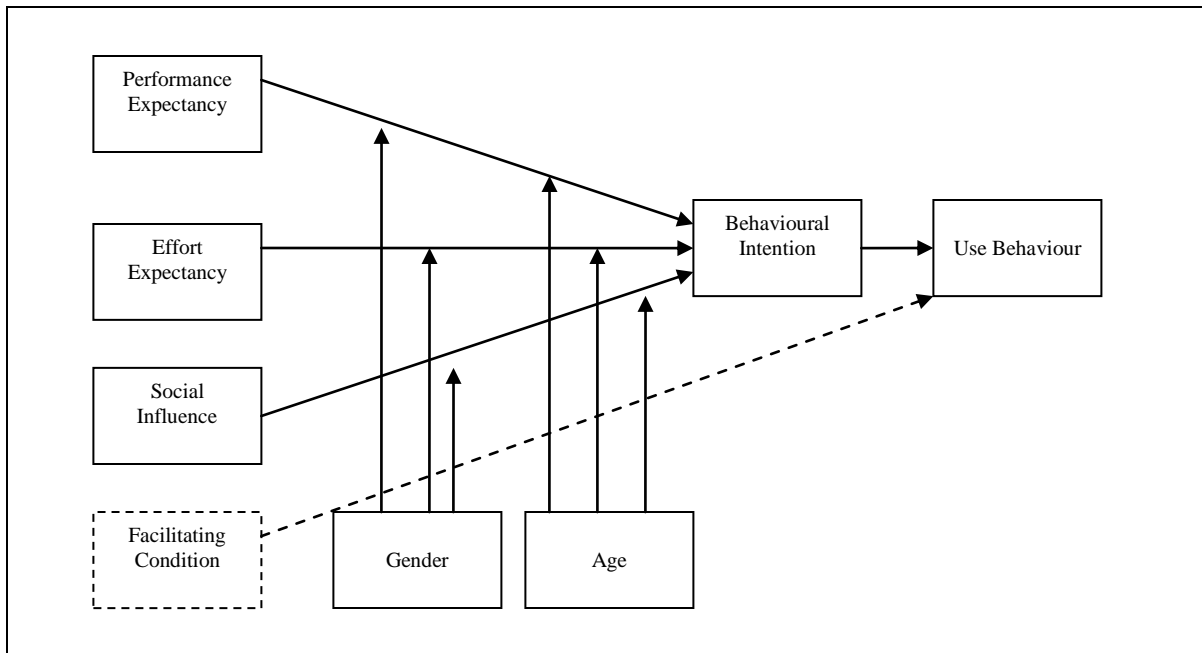 Performance
Expectancy
Effort
Expectancy
Behavioural
Intention
Use Behaviour
Social
Influence
Facilitating
Condition
Gender
Age